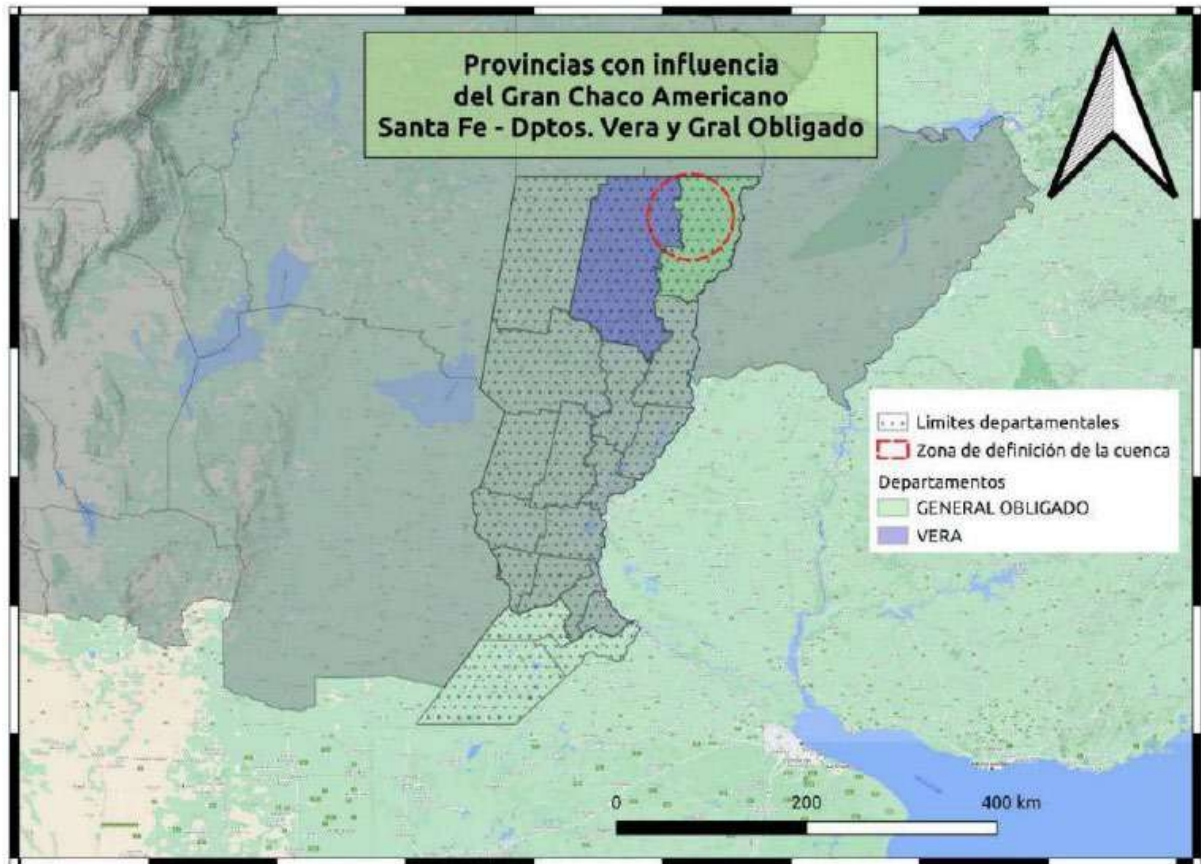 Provincias con influencia
del Gran Chaco Americano
Santa Fe - Dptos. Vera y Gral Obligado
Limites departamentales
Zona de definición de la cuenca
Departamentos
GENERAL OBLIGADO
VERA
0
200
400 km